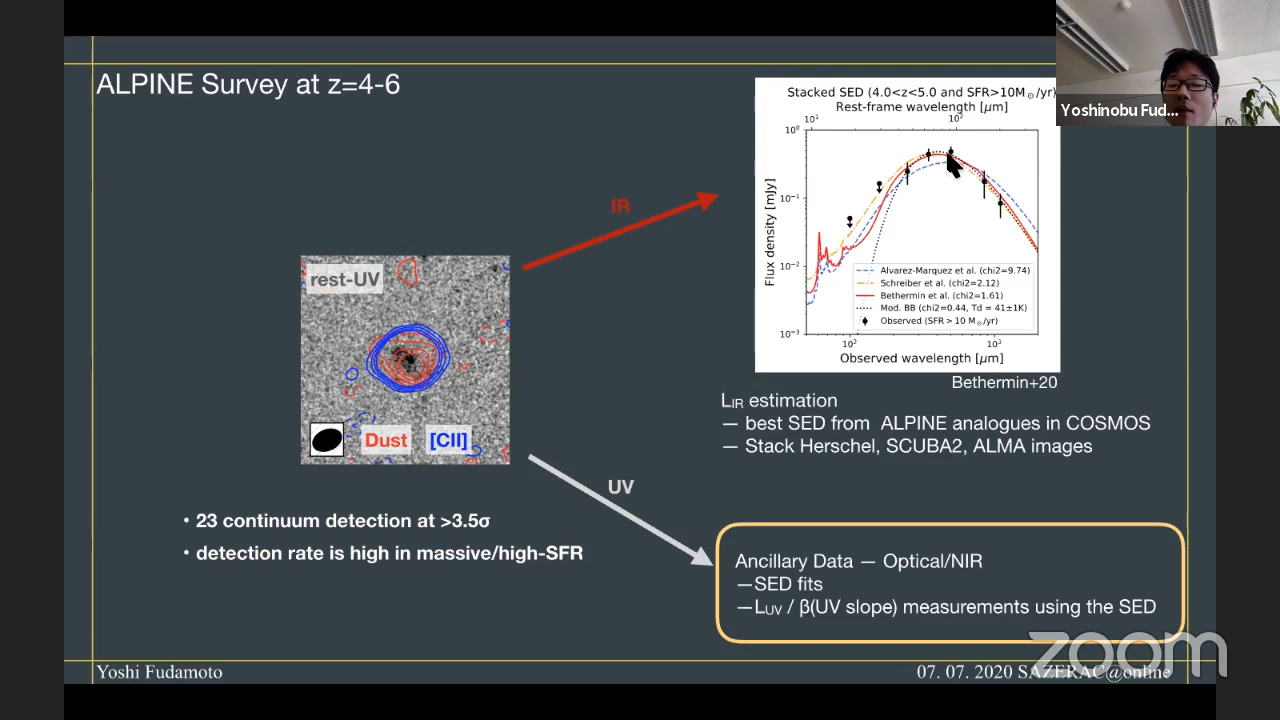 ALPINE Survey at z=4-6
Yoshinobu Fud...
Stacked SED (4.0<z<5.0 and SFR>10M⊙/yr)
Rest-frame wavelength [μm]
10¹ 10²
10⁰
10⁻¹
10⁻²
10⁻³
Flux density [mJy]
Alvarez-Marquez et al. (chi2=9.74)
Schreiber et al. (chi2=2.12)
Bethermin et al. (chi2=1.61)
Mod. BB (chi2=0.44, Td = 41±1K)
Observed (SFR > 10 M⊙/yr)
10² 10³
Observed wavelength [μm]
Bethermin+20
IR
rest-UV
Dust [CII]
LIR estimation
— best SED from ALPINE analogues in COSMOS
— Stack Herschel, SCUBA2, ALMA images
UV
• 23 continuum detection at >3.5σ
• detection rate is high in massive/high-SFR
Ancillary Data — Optical/NIR
—SED fits
—LUV / β(UV slope) measurements using the SED
zoom
Yoshi Fudamoto
07. 07. 2020 SAZERAC@online